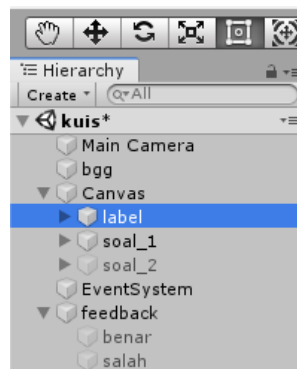 Hierarchy
Create All
kuis*
Main Camera
bgg
Canvas
label
soal_1
soal_2
EventSystem
feedback
benar
salah